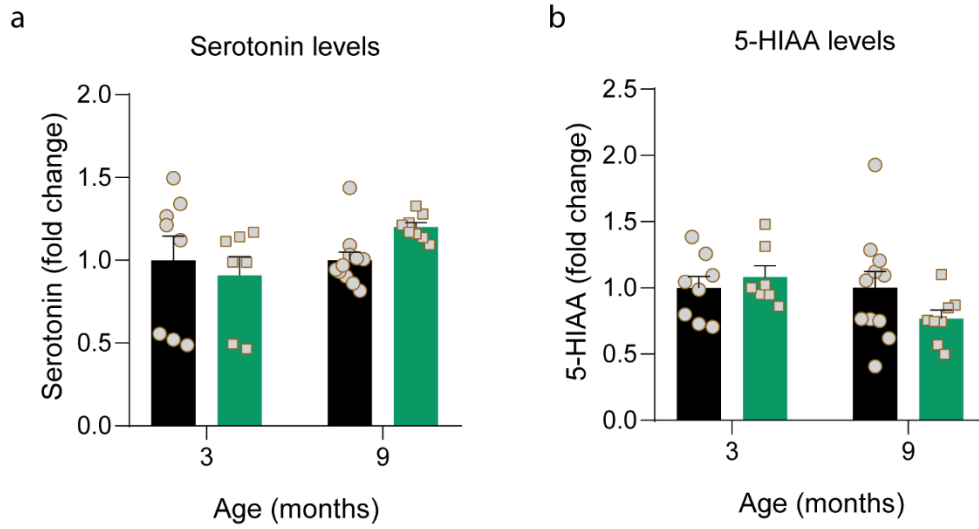 a
Serotonin levels
Serotonin (fold change)
2.0
1.5
1.0
0.5
0.0
3
9
Age (months)
b
5-HIAA levels
5-HIAA (fold change)
2.5
2.0
1.5
1.0
0.5
0.0
3
9
Age (months)